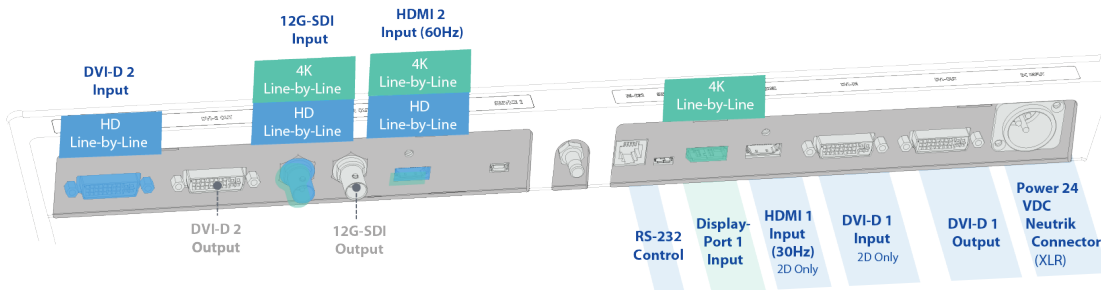 12G-SDI
Input
HDMI 2
Input (60Hz)
DVI-D 2
Input
4K
Line-by-Line
4K
Line-by-Line
4K
Line-by-Line
HD
Line-by-Line
HD
Line-by-Line
HD
Line-by-Line
DVI-D 2
Output
12G-SDI
Output
RS-232
Control
Display-
Port 1
Input
HDMI 1
Input
(30Hz)
2D Only
DVI-D 1
Input
2D Only
DVI-D 1
Output
Power 24
VDC
Neutrik
Connector
(XLR)